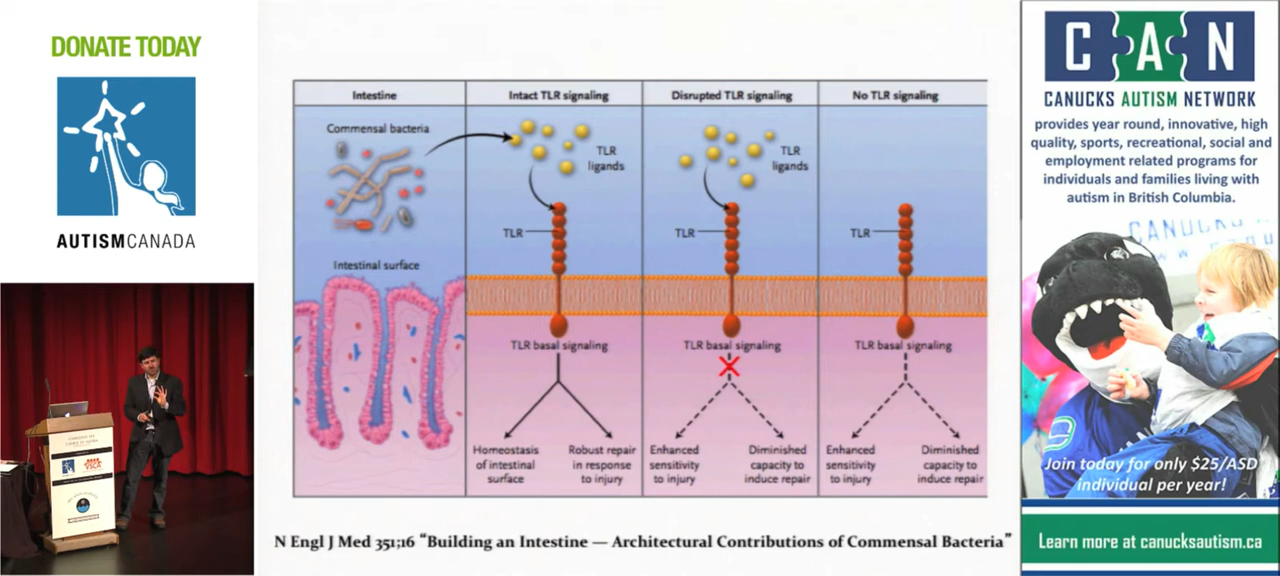 DONATE TODAY
AUTISMCANADA
Intestine
Intact TLR signaling
Disrupted TLR signaling
No TLR signaling
Commensal bacteria
TLR
ligands
TLR
ligands
TLR
TLR
TLR
Intestinal surface
TLR basal signaling
TLR basal signaling
TLR basal signaling
Homeostasis
of intestinal
surface
Robust repair
in response
to injury
Enhanced
sensitivity
to injury
Diminished
capacity to
induce repair
Enhanced
sensitivity
to injury
Diminished
capacity to
induce repair
N Engl J Med 351;16 “Building an Intestine — Architectural Contributions of Commensal Bacteria”
CAN
CANUCKS AUTISM NETWORK
provides year round, innovative, high
quality, sports, recreational, social and
employment related programs for
individuals and families living with
autism in British Columbia.
Join today for only $25/ASD
individual per year!
Learn more at canucksautism.ca